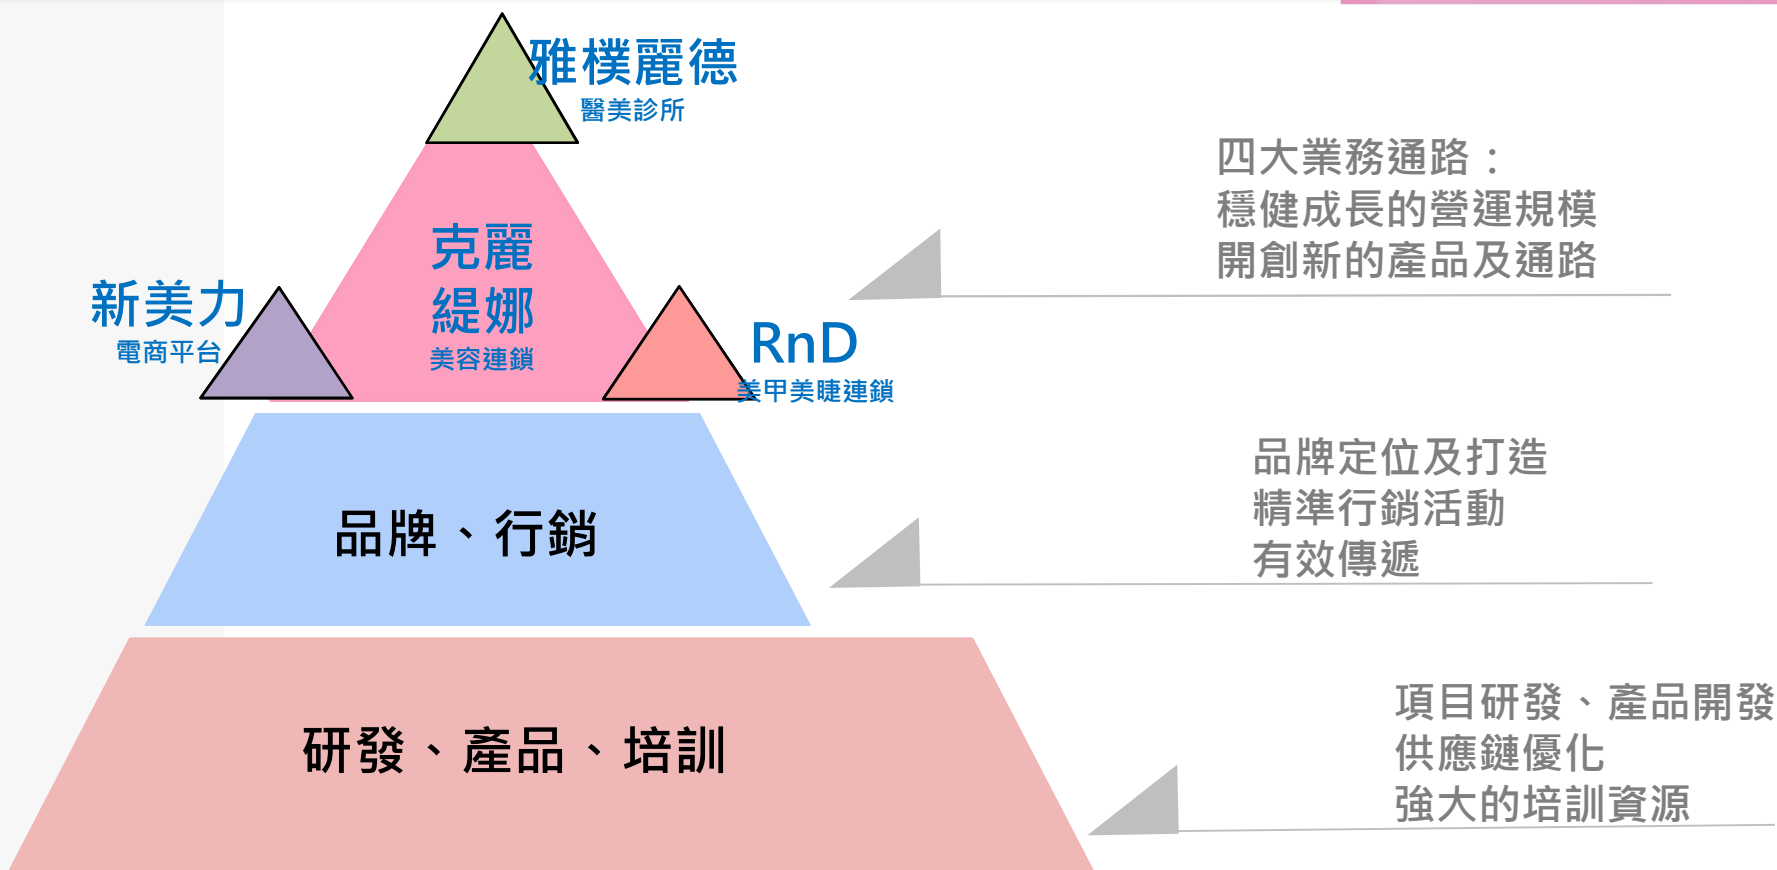 雅樸麗德
醫美診所
克麗
緹娜
美容連鎖
新美力
電商平台
RnD
美甲美睫連鎖
四大業務通路：
穩健成長的營運規模
開創新的產品及通路
品牌、行銷
品牌定位及打造
精準行銷活動
有效傳遞
研發、產品、培訓
項目研發、產品開發
供應鏈優化
強大的培訓資源